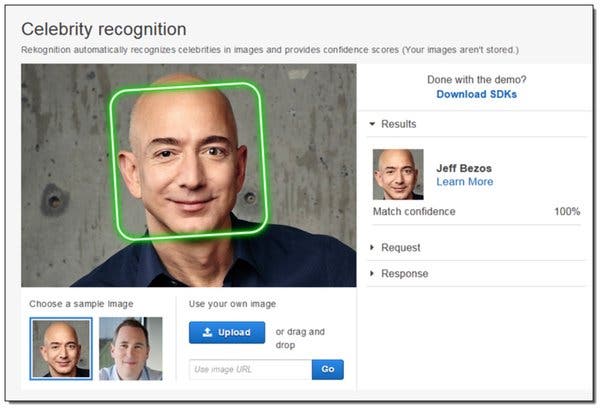 Celebrity recognition
Rekognition automatically recognizes celebrities in images and provides confidence scores (Your images aren't stored.)
Done with the demo?
Download SDKs
Results
Jeff Bezos
Learn More
Match confidence 100%
Request
Response
Choose a sample Image
Use your own image
Upload
or drag and
drop
Use image URL
Go